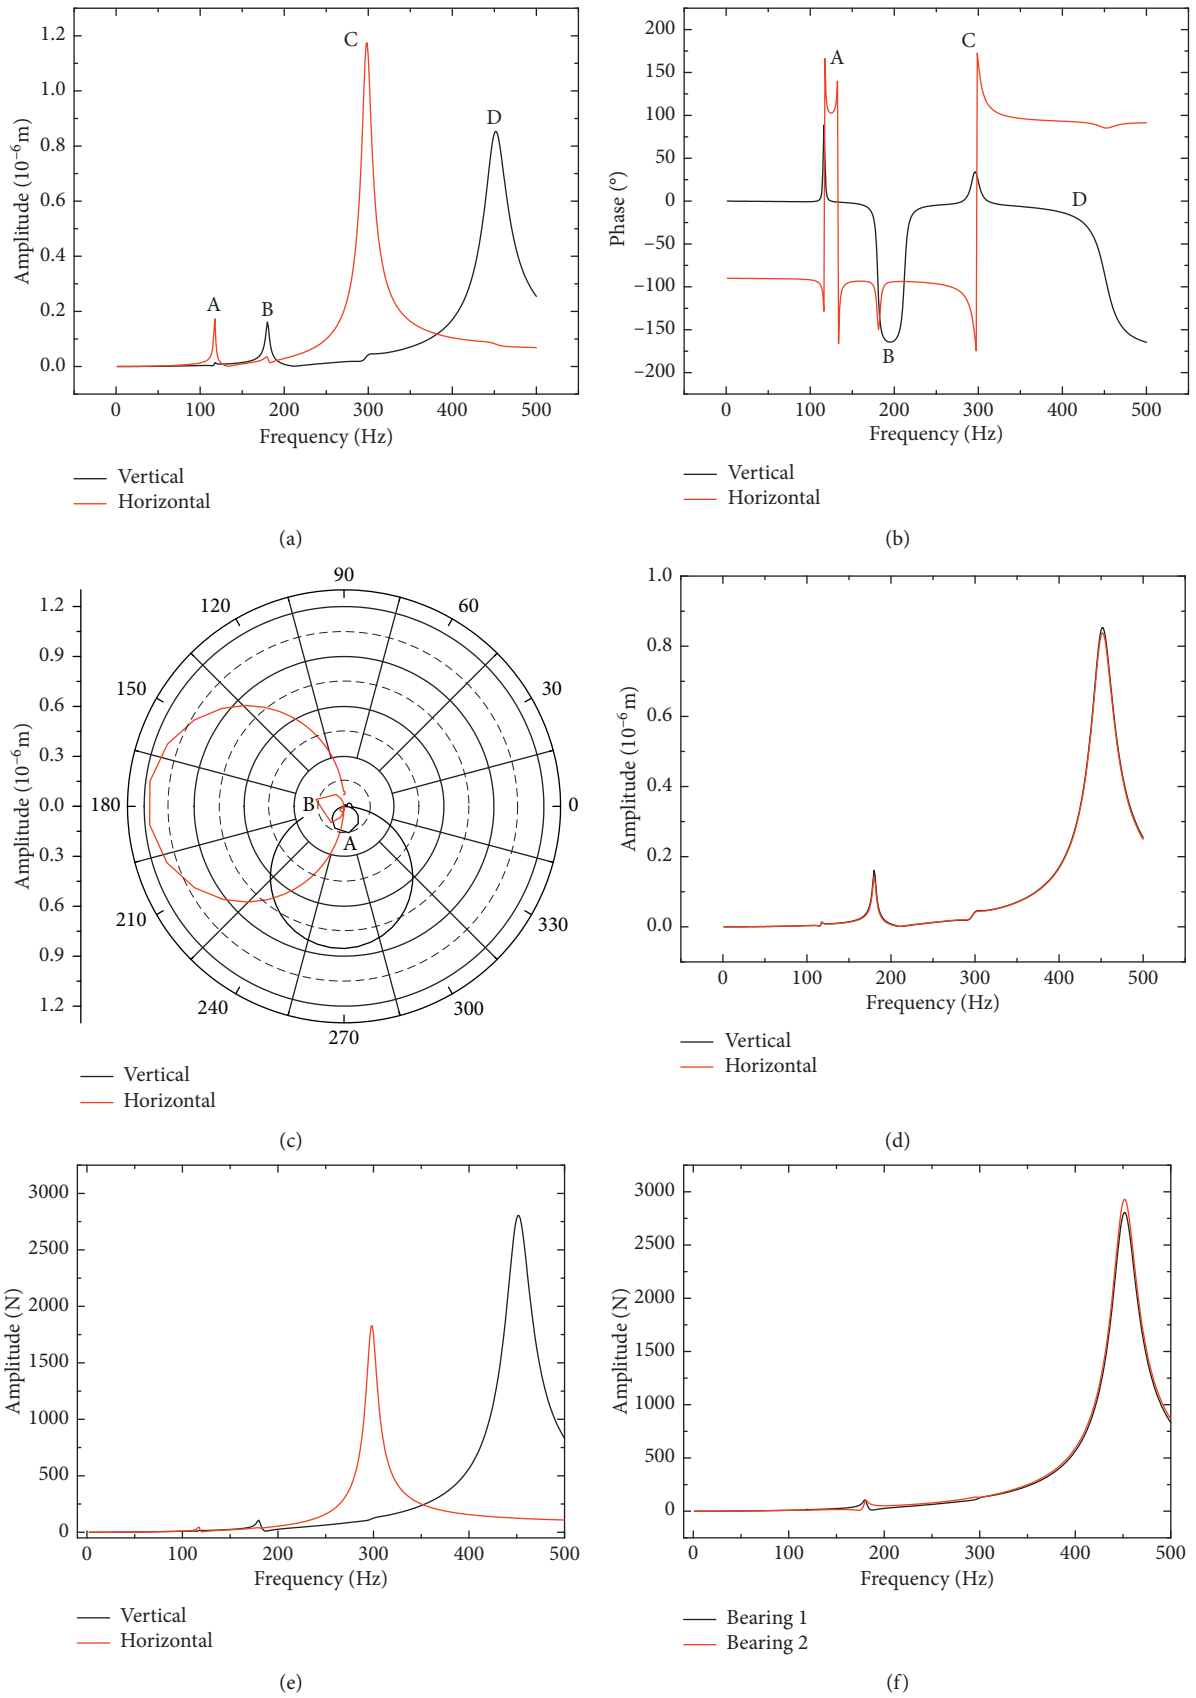 1.2
1.0
0.8
0.6
0.4
0.2
0.0
Amplitude (10⁻⁶m)
A
B
C
D
0 100 200 300 400 500
Frequency (Hz)
Vertical
Horizontal
(a)
200
150
100
50
0
−50
−100
−150
−200
Phase (°)
A
B
C
D
0 100 200 300 400 500
Frequency (Hz)
Vertical
Horizontal
(b)
1.2
0.9
0.6
0.3
0.0
0.3
0.6
0.9
1.2
Amplitude (10⁻⁶m)
Amplitude (10⁻⁶m)
90
120
60
150
30
180
0
210
330
240
300
270
B
A
Vertical
Horizontal
(c)
1.0
0.8
0.6
0.4
0.2
0.0
Amplitude (10⁻⁶m)
0 100 200 300 400 500
Frequency (Hz)
Vertical
Horizontal
(d)
3000
2500
2000
1500
1000
500
0
Amplitude (N)
0 100 200 300 400 500
Frequency (Hz)
Vertical
Horizontal
(e)
3000
2500
2000
1500
1000
500
0
Amplitude (N)
0 100 200 300 400 500
Frequency (Hz)
Bearing 1
Bearing 2
(f)